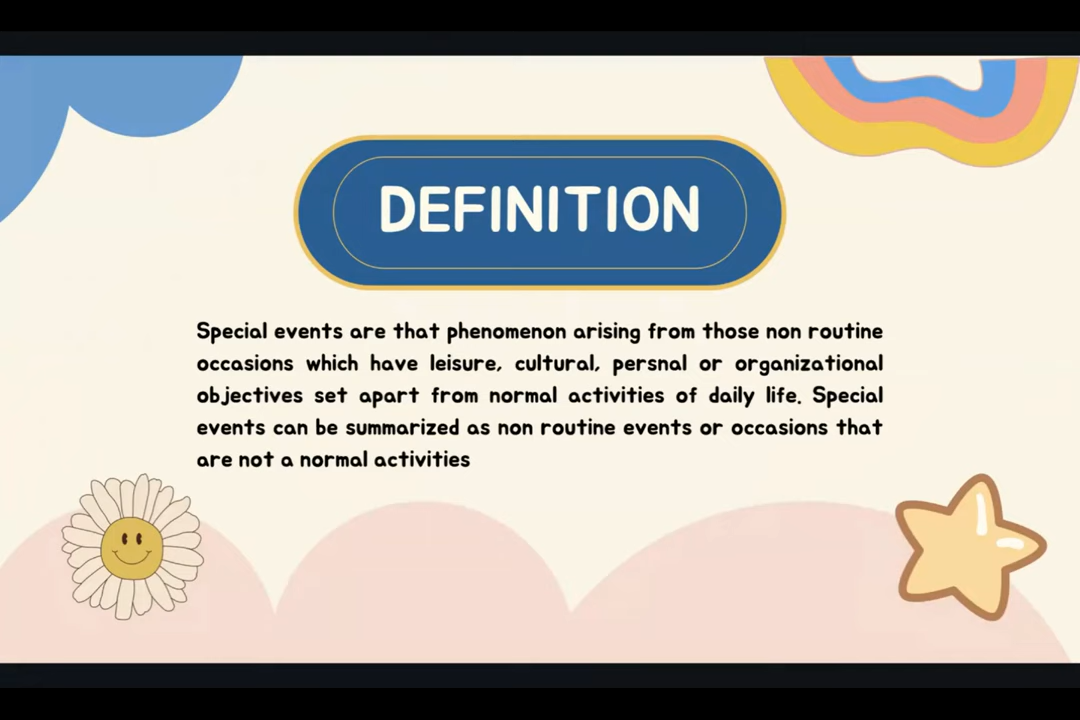 DEFINITION
Special events are that phenomenon arising from those non routine
occasions which have leisure, cultural, persnal or organizational
objectives set apart from normal activities of daily life. Special
events can be summarized as non routine events or occasions that
are not a normal activities